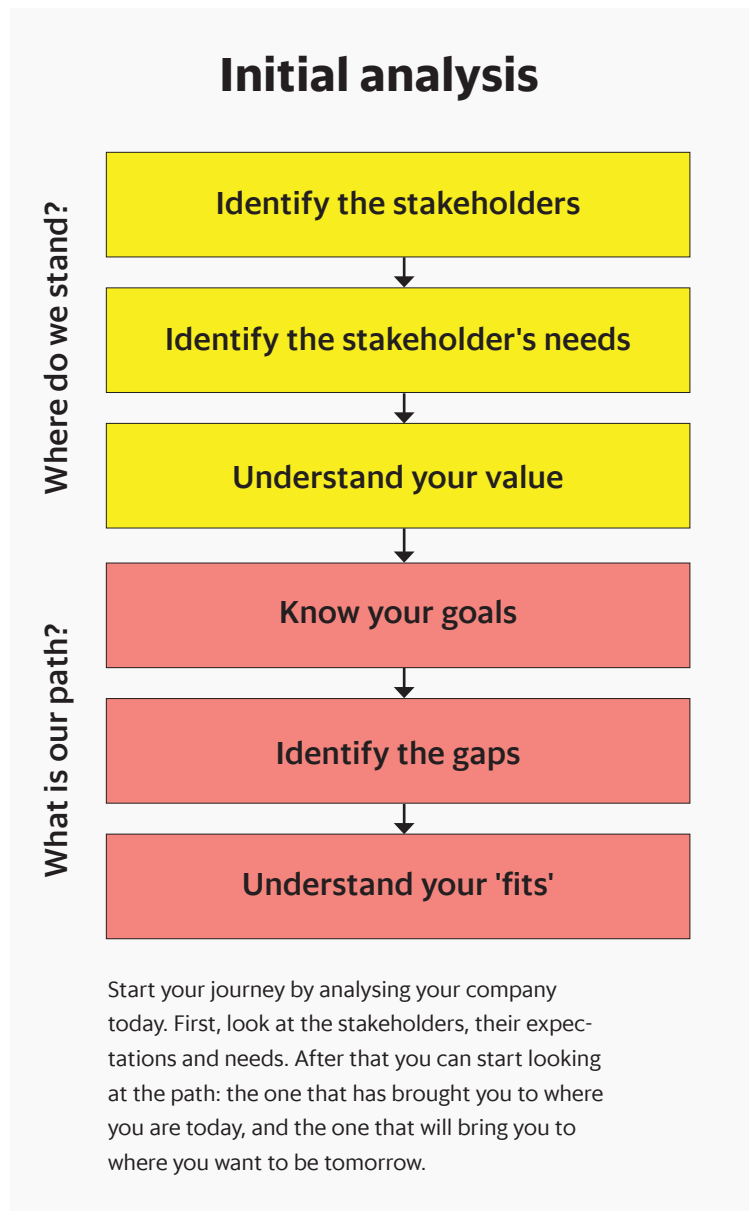 Initial analysis
Where do we stand?
Identify the stakeholders
Identify the stakeholder's needs
Understand your value
What is our path?
Know your goals
Identify the gaps
Understand your 'fits'
Start your journey by analysing your company
today. First, look at the stakeholders, their expec-
tations and needs. After that you can start looking
at the path: the one that has brought you to where
you are today, and the one that will bring you to
where you want to be tomorrow.